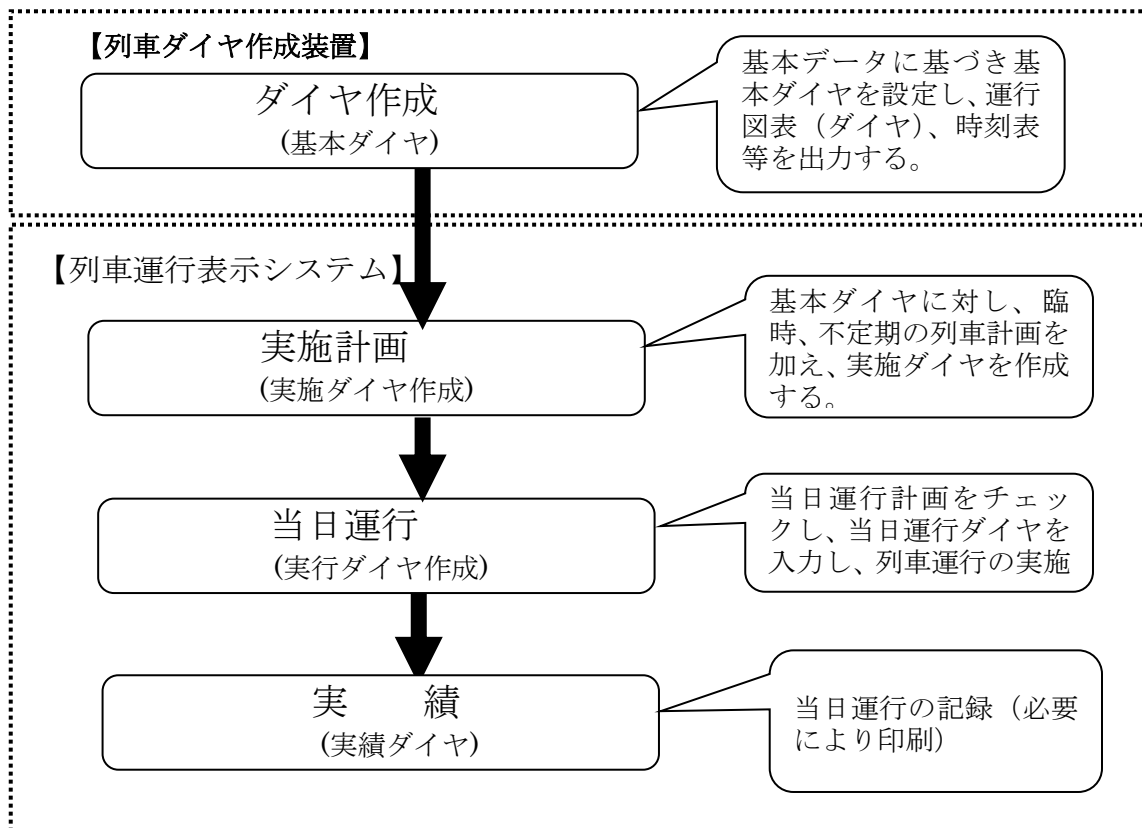 【列車ダイヤ作成装置】
ダイヤ作成
(基本ダイヤ)
基本データに基づき基
本ダイヤを設定し、運行
図表（ダイヤ）、時刻表
等を出力する。
【列車運行表示システム】
実施計画
(実施ダイヤ作成)
基本ダイヤに対し、臨
時、不定期の列車計画を
加え、実施ダイヤを作成
する。
当日運行
(実行ダイヤ作成)
当日運行計画をチェッ
クし、当日運行ダイヤを
入力し、列車運行の実施
実　　績
(実績ダイヤ)
当日運行の記録（必要
により印刷）